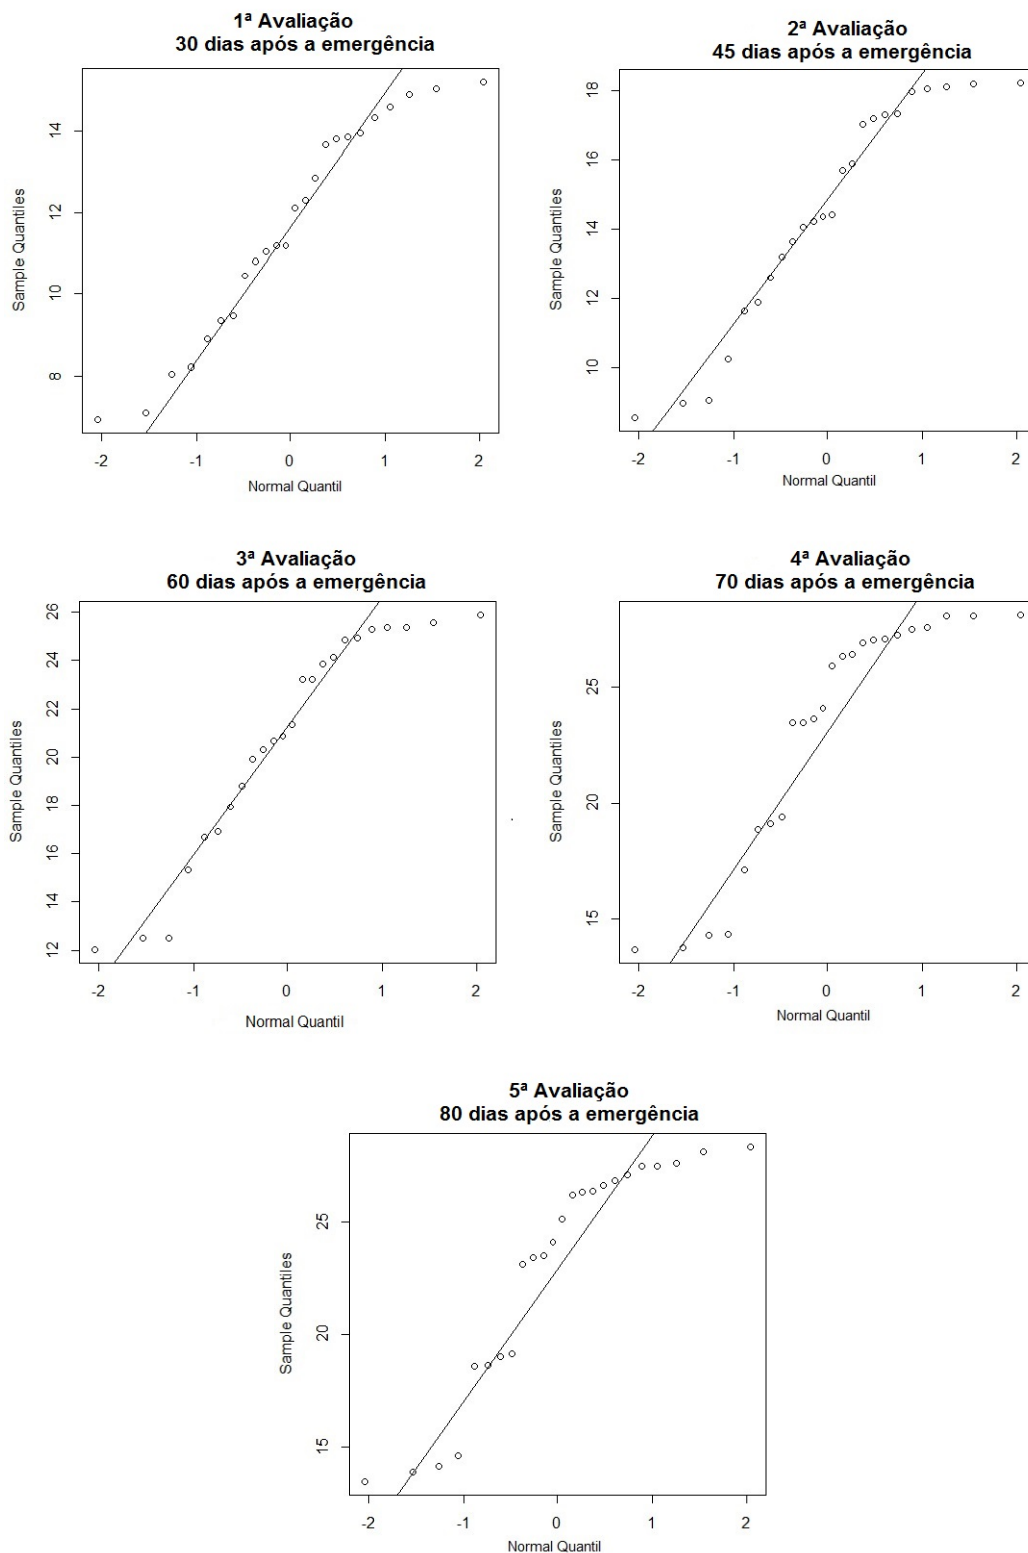 1ª Avaliação
30 dias após a emergência
Sample Quantiles
14
12
10
8
-2 -1 0 1 2
Normal Quantil
2ª Avaliação
45 dias após a emergência
Sample Quantiles
18
16
14
12
10
-2 -1 0 1 2
Normal Quantil
3ª Avaliação
60 dias após a emergência
Sample Quantiles
26
24
22
20
18
16
14
12
-2 -1 0 1 2
Normal Quantil
4ª Avaliação
70 dias após a emergência
Sample Quantiles
25
20
15
-2 -1 0 1 2
Normal Quantil
5ª Avaliação
80 dias após a emergência
Sample Quantiles
25
20
15
-2 -1 0 1 2
Normal Quantil